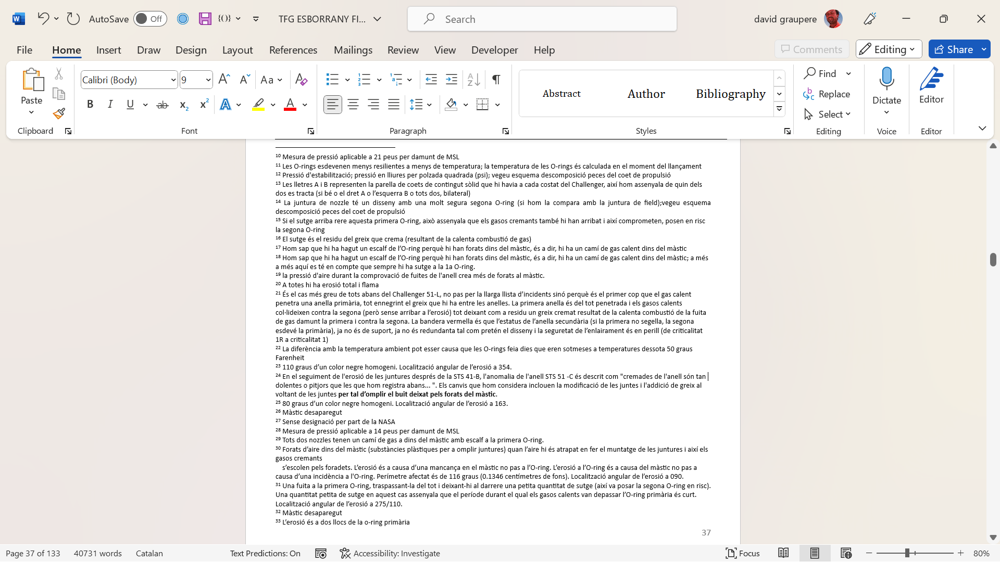 AutoSave Off TFG ESBORRANY FI... Search david graupere
File Home Insert Draw Design Layout References Mailings Review View Developer Help Comments Editing Share
Paste Calibri (Body) 9 Aa Abstract Author Bibliography Find Replace Select Dictate Editor
Clipboard Font Paragraph Styles Editing Voice Editor
10 Mesura de pressió aplicable a 21 peus per damunt de MSL
11 Les O-rings esdevenen menys resilientes a menys de temperatura; la temperatura de les O-rings és calculada en el moment del llançament
12 Pressió d'estabilització; pressió en lliures per polzada quadrada (psi); vegeu esquema descomposició peces del coet de propulsió
13 Les lletres A i B representen la parella de coets de contingut sòlid que hi havia a cada costat del Challenger, així hom assenyala de quin dels
dos es tracta (si bé o el dret A o l’esquerra B o tots dos, bilateral)
14 La juntura de nozzle té un disseny amb una molt segura segona O-ring (si hom la compara amb la juntura de field);vegeu esquema
descomposició peces del coet de propulsió
15 Si el sutge arriba rere aquesta primera O-ring, això assenyala que els gasos cremants també hi han arribat i així comprometen, posen en risc
la segona O-ring
16 El sutge és el residu del greix que crema (resultant de la calenta combustió de gas)
17 Hom sap que hi ha hagut un escalf de l’O-ring perquè hi han forats dins del màstic, és a dir, hi ha un camí de gas calent dins del màstic
18 Hom sap que hi ha hagut un escalf de l’O-ring perquè hi han forats dins del màstic, és a dir, hi ha un camí de gas calent dins del màstic; a més
a més aquí es té en compte que sempre hi ha sutge a la 1a O-ring.
19 la pressió d'aire durant la comprovació de fuites de l'anell crea més de forats al màstic.
20 A totes hi ha erosió total i flama
21 És el cas més greu de tots abans del Challenger 51-L, no pas per la llarga llista d’incidents sinó perquè és el primer cop que el gas calent
penetra una anella primària, tot ennegrint el greix que hi ha entre les anelles. La primera anella és del tot penetrada i els gasos calents
col·lideixen contra la segona (però sense arribar a l’erosió) tot deixant com a residu un greix cremat resultat de la calenta combustió de la fuita
de gas damunt la primera i contra la segona. La bandera vermella és que l’estatus de l’anella secundària (si la primera no segella, la segona
esdevé la primària), ja no és de suport, ja no és redundanta tal com pretén el disseny i la seguretat de l’enlairament és en perill (de criticalitat
1R a criticalitat 1)
22 La diferència amb la temperatura ambient pot esser causa que les O-rings feia dies que eren sotmeses a temperatures dessota 50 graus
Farenheit
23 110 graus d’un color negre homogeni. Localització angular de l’erosió a 354.
24 En el seguiment de l'erosió de les juntures després de la STS 41-B, l'anomalia de l'anell STS 51 -C és descrit com "cremades de l'anell són tan
dolentes o pitjors que les que hom registra abans... ". Els canvis que hom considera inclouen la modificació de les juntes i l'addició de greix al
voltant de les juntes per tal d’omplir el buit deixat pels forats del màstic.
25 80 graus d’un color negre homogeni. Localització angular de l’erosió a 163.
26 Màstic desaparegut
27 Sense designació per part de la NASA
28 Mesura de pressió aplicable a 14 peus per damunt de MSL
29 Tots dos nozzles tenen un camí de gas a dins del màstic amb escalf a la primera O-ring.
30 Forats d’aire dins del màstic (substàncies plàstiques per a omplir juntures) quan l’aire hi és atrapat en fer el muntatge de les juntures i així els
gasos cremants
s’escolen pels foradets. L’erosió és a causa d’una mancança en el màstic no pas a l’O-ring. L’erosió a l’O-ring és a causa del màstic no pas a
causa d’una incidència a l'O-ring. Perímetre afectat és de 116 graus (0.1346 centímetres de fons). Localització angular de l’erosió a 090.
31 Una fuita a la primera O-ring, traspassant-la del tot i deixant-hi al darrere una petita quantitat de sutge (així va posar la segona O-ring en risc).
Una quantitat petita de sutge en aquest cas assenyala que el període durant el qual els gasos calents van depassar l’O-ring primària és curt.
Localització angular de l’erosió a 275/110.
32 Màstic desaparegut
33 L’erosió és a dos llocs de la o-ring primària
37
Page 37 of 133 40731 words Catalan Text Predictions: On Accessibility: Investigate Focus 80%